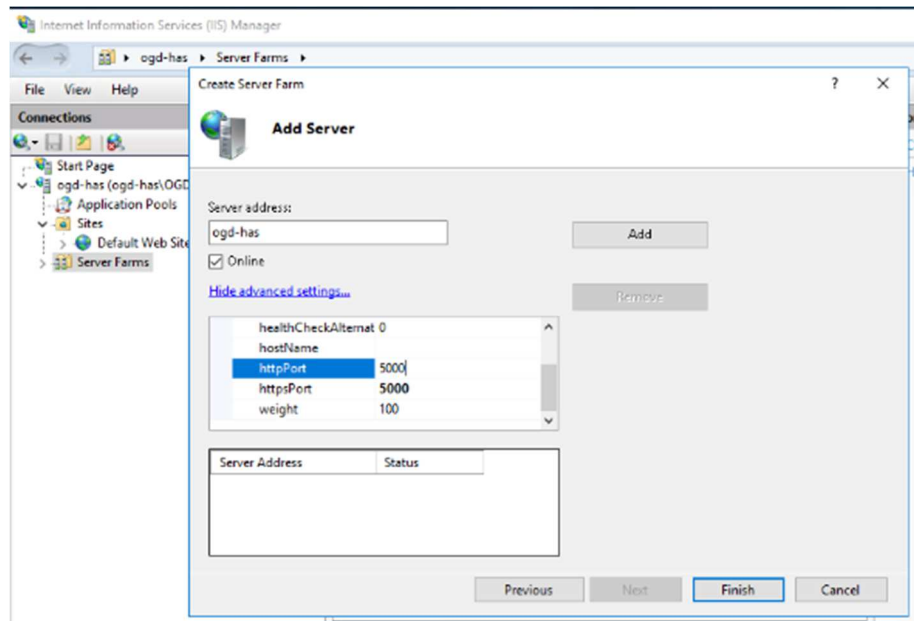 Internet Information Services (IIS) Manager
ogd-has Server Farms
File View Help
Create Server Farm ?
Connections
Add Server
Start Page
ogd-has (ogd-has\OGD
Application Pools
Sites
Default Web Site
Server Farms
Server address:
ogd-has
Add
Online
Hide advanced settings...
Remove
healthCheckAlternat 0
hostName
httpPort 5000
httpsPort 5000
weight 100
Server Address Status
Previous Next Finish Cancel